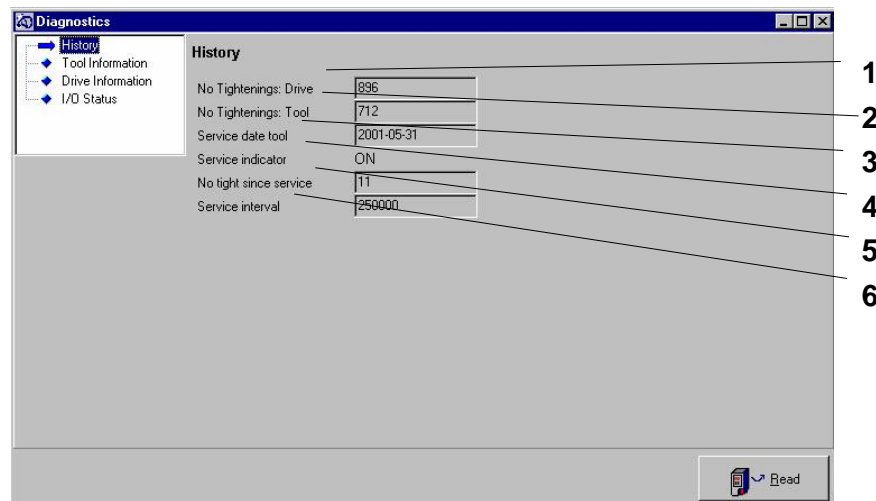 Diagnostics
History
Tool Information
Drive Information
I/O Status
History
No Tightenings: Drive 896
No Tightenings: Tool 712
Service date tool 2001-05-31
Service indicator ON
No tight since service 11
Service interval 250000
1
2
3
4
5
6
Read